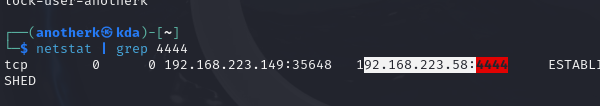 lock-user-anotherk
┌──(anotherk㉿kda)-[~]
└─$ netstat | grep 4444
tcp        0      0 192.168.223.149:35648   192.168.223.58:4444     ESTABLI
SHED